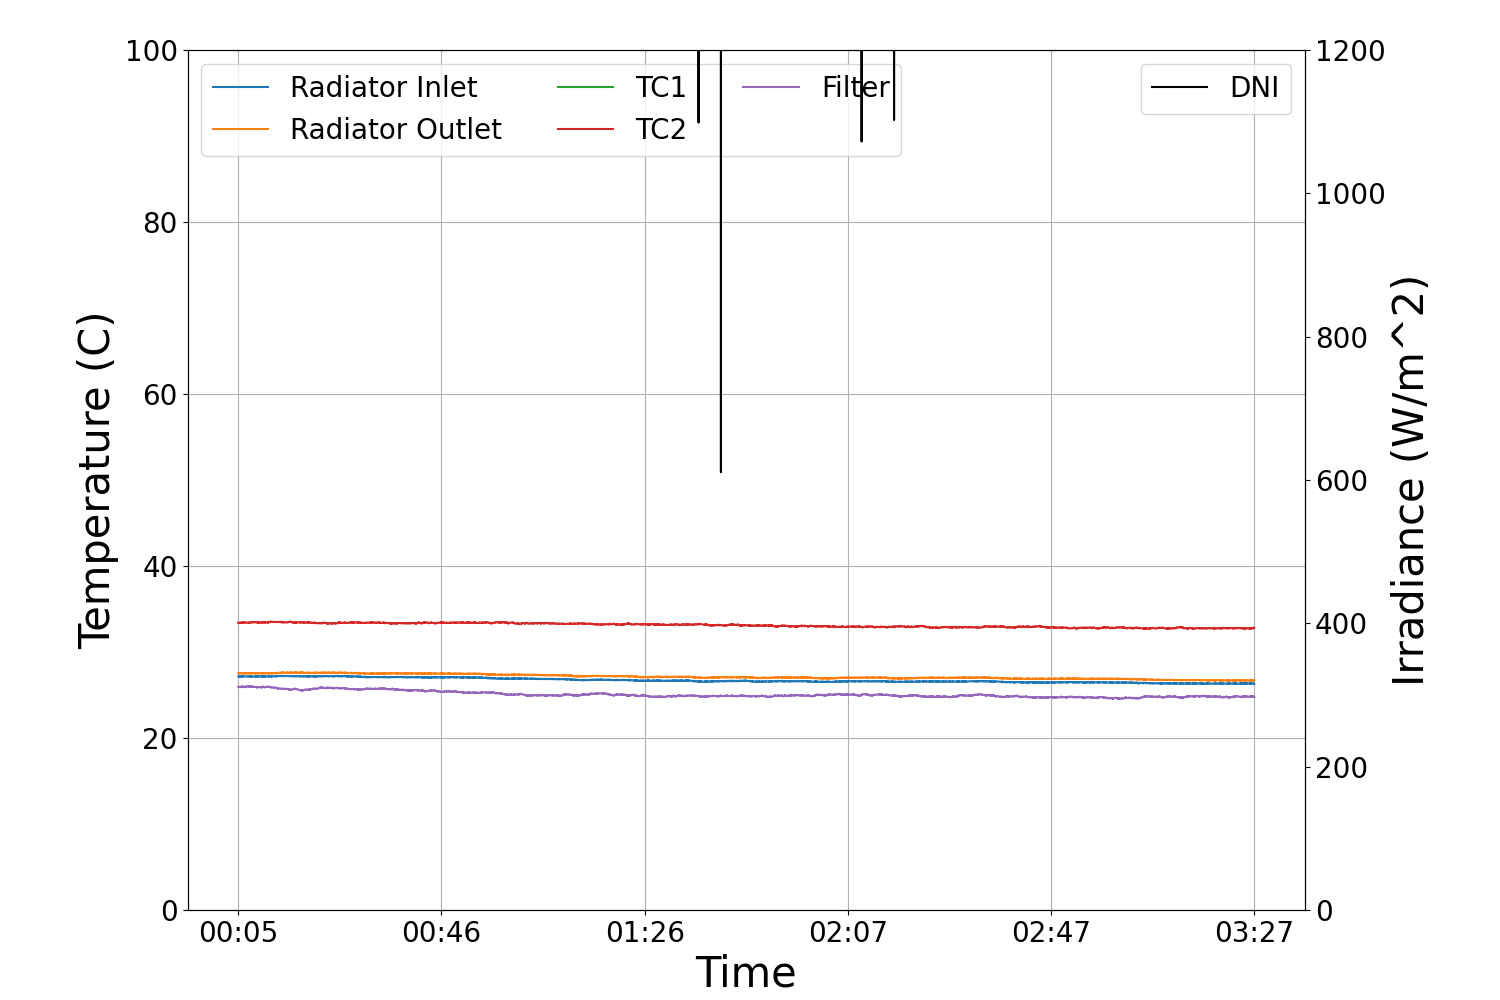 100
80
60
40
20
0
Temperature (C)
Radiator Inlet
Radiator Outlet
TC1
TC2
Filter
DNI
1200
1000
800
600
400
200
0
Irradiance (W/m^2)
00:05 00:46 01:26 02:07 02:47 03:27
Time